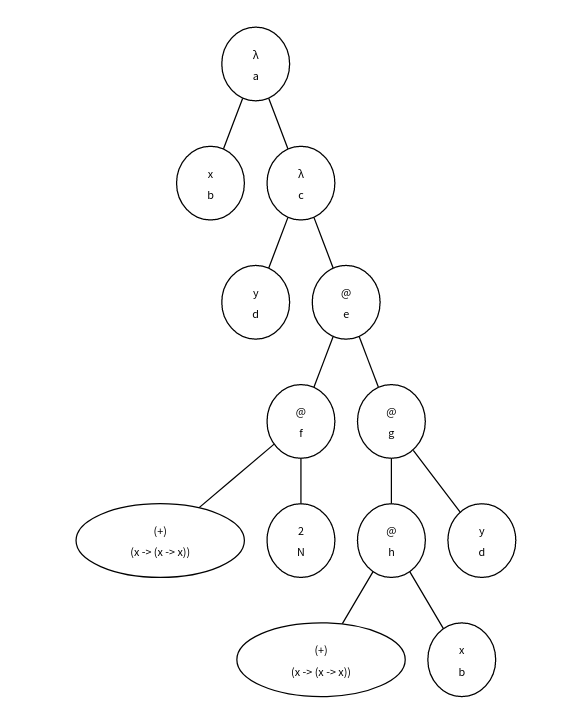 λ
a
x
b
λ
c
y
d
@
e
@
f
@
g
(+)
(x -> (x -> x))
2
N
@
h
y
d
(+)
(x -> (x -> x))
x
b